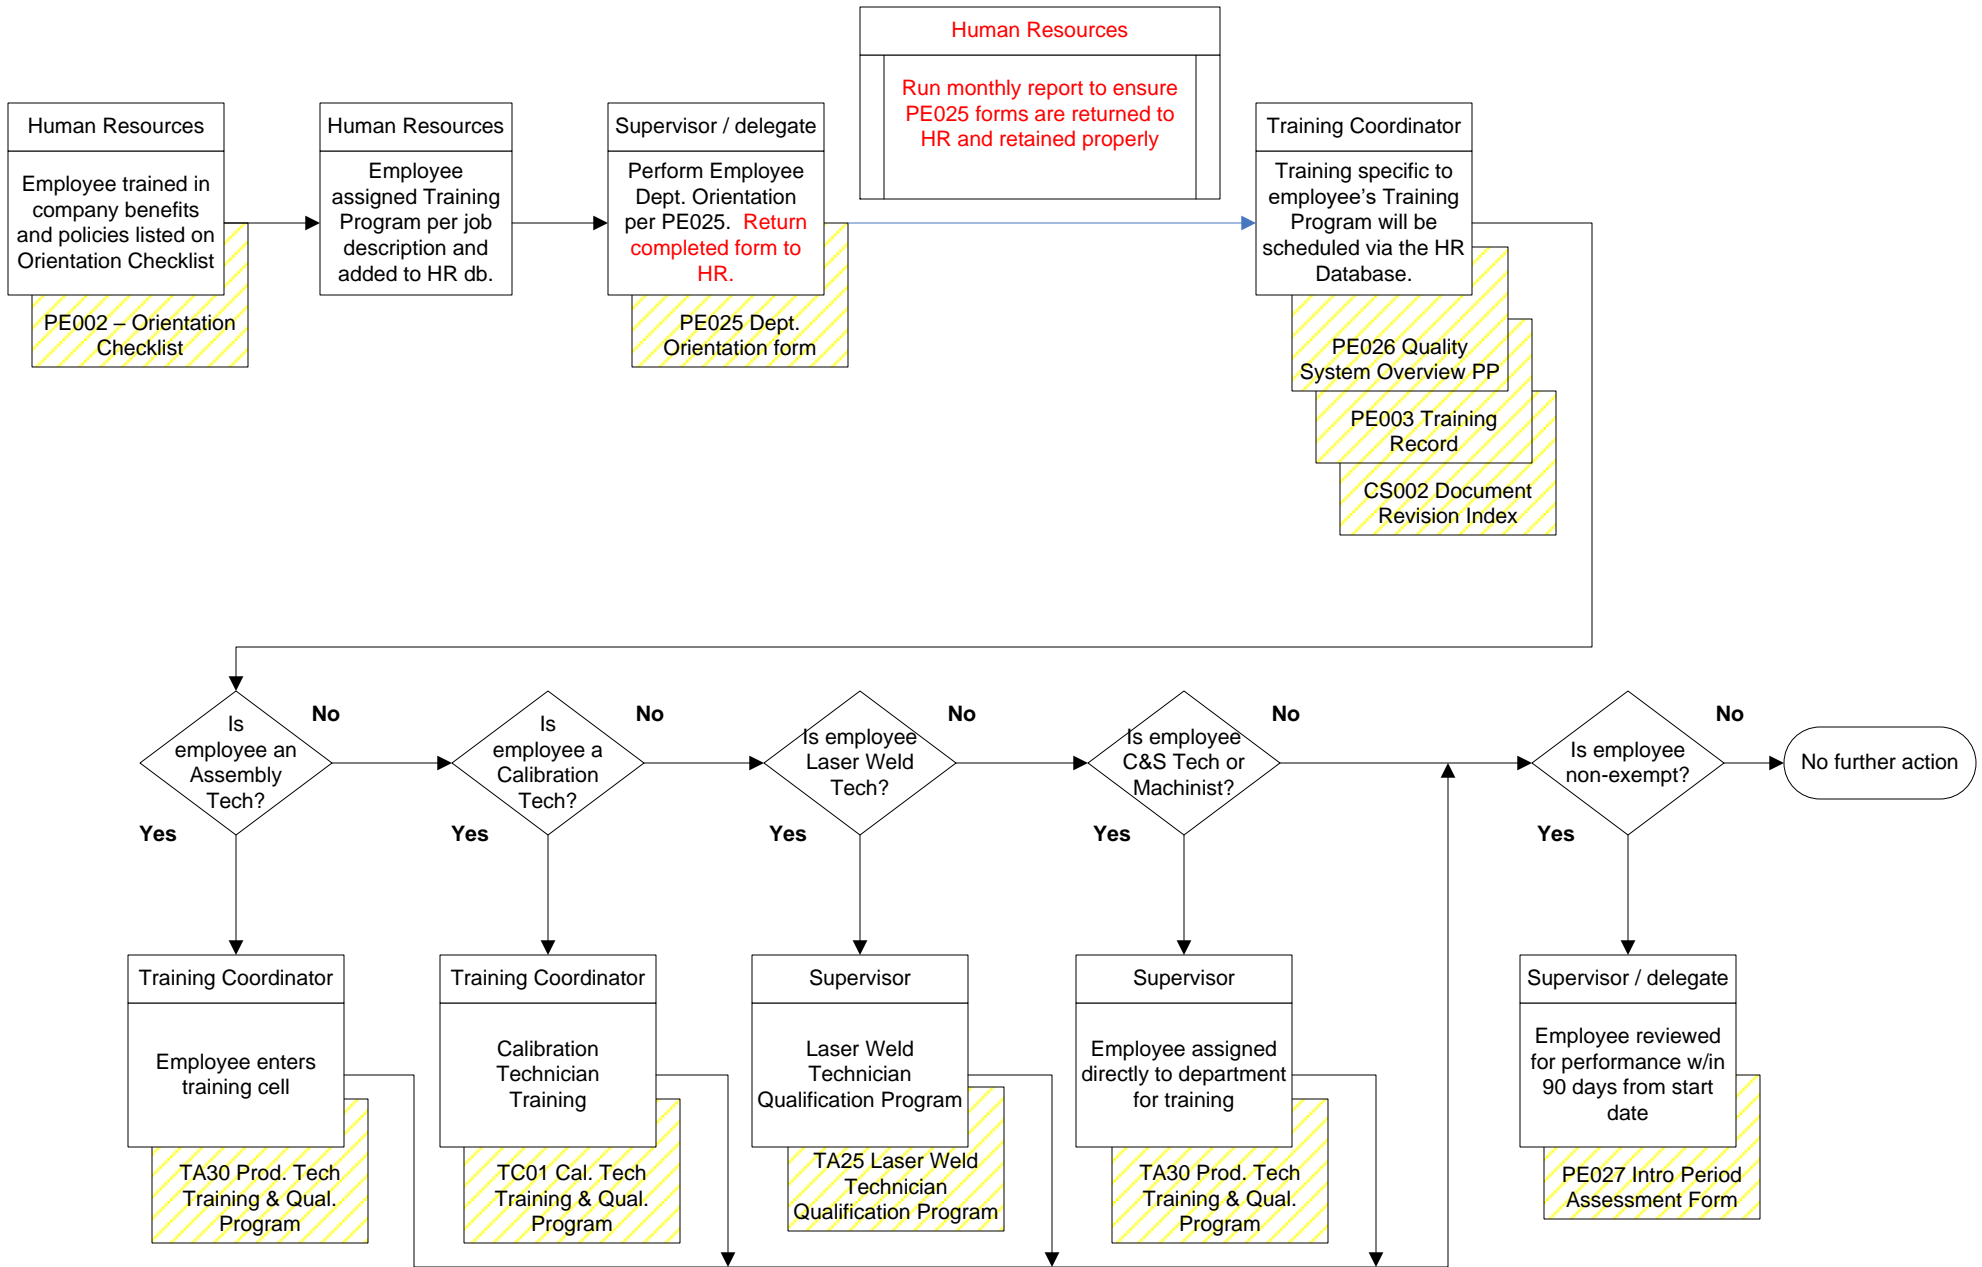 Human Resources
Run monthly report to ensure
PE025 forms are returned to
HR and retained properly
Human Resources
Employee trained in
company benefits
and policies listed on
Orientation Checklist
PE002 – Orientation
Checklist
Human Resources
Employee
assigned Training
Program per job
description and
added to HR db.
Supervisor / delegate
Perform Employee
Dept. Orientation
per PE025.  Return
completed form to
HR.
PE025 Dept.
Orientation form
Training Coordinator
Training specific to
employee’s Training
Program will be
scheduled via the HR
Database.
PE026 Quality
System Overview PP
PE003 Training
Record
CS002 Document
Revision Index
Is
employee an
Assembly
Tech?
No
Yes
Is
employee a
Calibration
Tech?
No
Yes
Is employee
Laser Weld
Tech?
No
Yes
Is employee
C&S Tech or
Machinist?
No
Yes
Is employee
non-exempt?
No
Yes
No further action
Training Coordinator
Employee enters
training cell
TA30 Prod. Tech
Training & Qual.
Program
Training Coordinator
Calibration
Technician
Training
TC01 Cal. Tech
Training & Qual.
Program
Supervisor
Laser Weld
Technician
Qualification Program
TA25 Laser Weld
Technician
Qualification Program
Supervisor
Employee assigned
directly to department
for training
TA30 Prod. Tech
Training & Qual.
Program
Supervisor / delegate
Employee reviewed
for performance w/in
90 days from start
date
PE027 Intro Period
Assessment Form